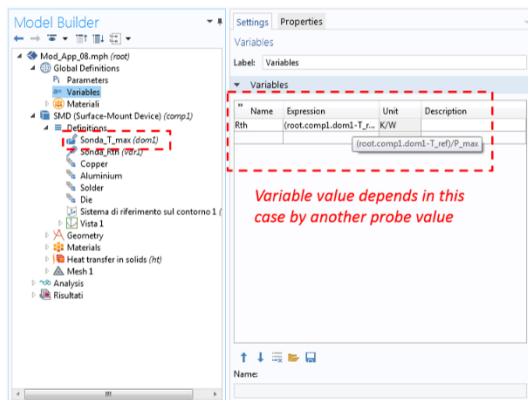 Model Builder
Mod_App_08.mph (root)
Global Definitions
Pi Parameters
a= Variables
Materiali
SMD (Surface-Mount Device) (comp1)
Definitions
Sonda_T_max (dom1)
Sonda_Rth (var1)
Copper
Aluminium
Solder
Die
Sistema di riferimento sul contorno 1 (
Vista 1
Geometry
Materials
Heat transfer in solids (ht)
Mesh 1
Analysis
Risultati
Settings Properties
Variables
Label: Variables
Variables
Name Expression Unit Description
Rth (root.comp1.dom1-T_r... K/W
(root.comp1.dom1-T_ref)/P_max
Variable value depends in this
case by another probe value
Name: